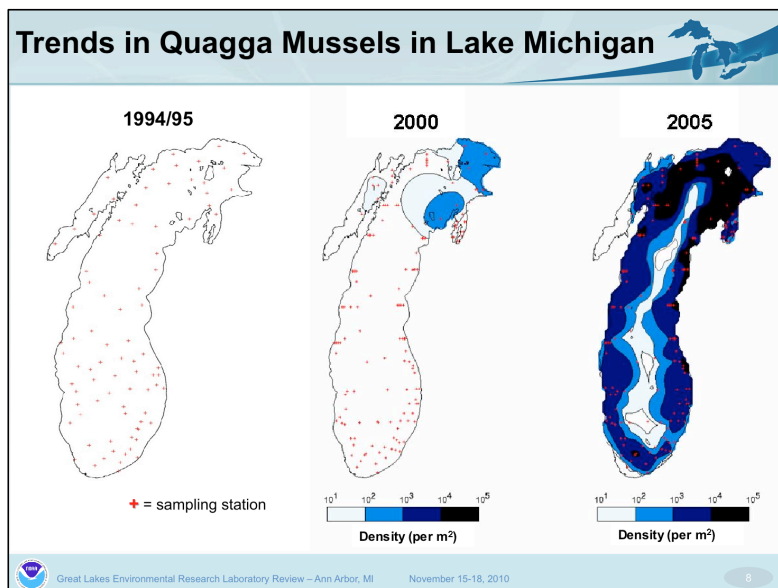 Trends in Quagga Mussels in Lake Michigan
1994/95
2000
2005
+ = sampling station
10¹ 10² 10³ 10⁴ 10⁵
Density (per m²)
10¹ 10² 10³ 10⁴ 10⁵
Density (per m²)
NOAA
Great Lakes Environmental Research Laboratory Review – Ann Arbor, MI November 15-18, 2010
8